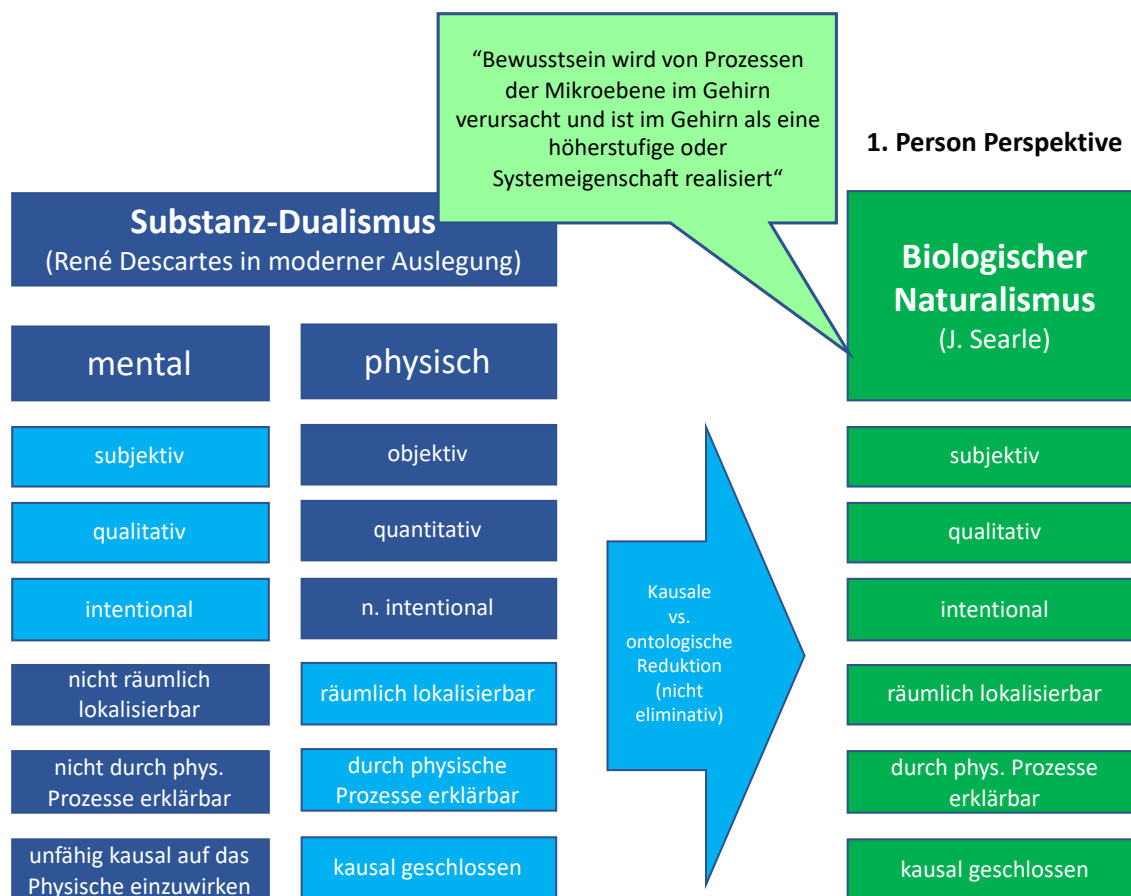 “Bewusstsein wird von Prozessen
der Mikroebene im Gehirn
verursacht und ist im Gehirn als eine
höherstufige oder
Systemeigenschaft realisiert“
1. Person Perspektive
Substanz-Dualismus
(René Descartes in moderner Auslegung)
Biologischer
Naturalismus
(J. Searle)
mental
physisch
subjektiv
objektiv
subjektiv
qualitativ
quantitativ
qualitativ
intentional
n. intentional
intentional
nicht räumlich
lokalisierbar
räumlich lokalisierbar
räumlich lokalisierbar
nicht durch phys.
Prozesse erklärbar
durch physische
Prozesse erklärbar
durch phys. Prozesse
erklärbar
unfähig kausal auf das
Physische einzuwirken
kausal geschlossen
kausal geschlossen
Kausale
vs.
ontologische
Reduktion
(nicht
eliminativ)